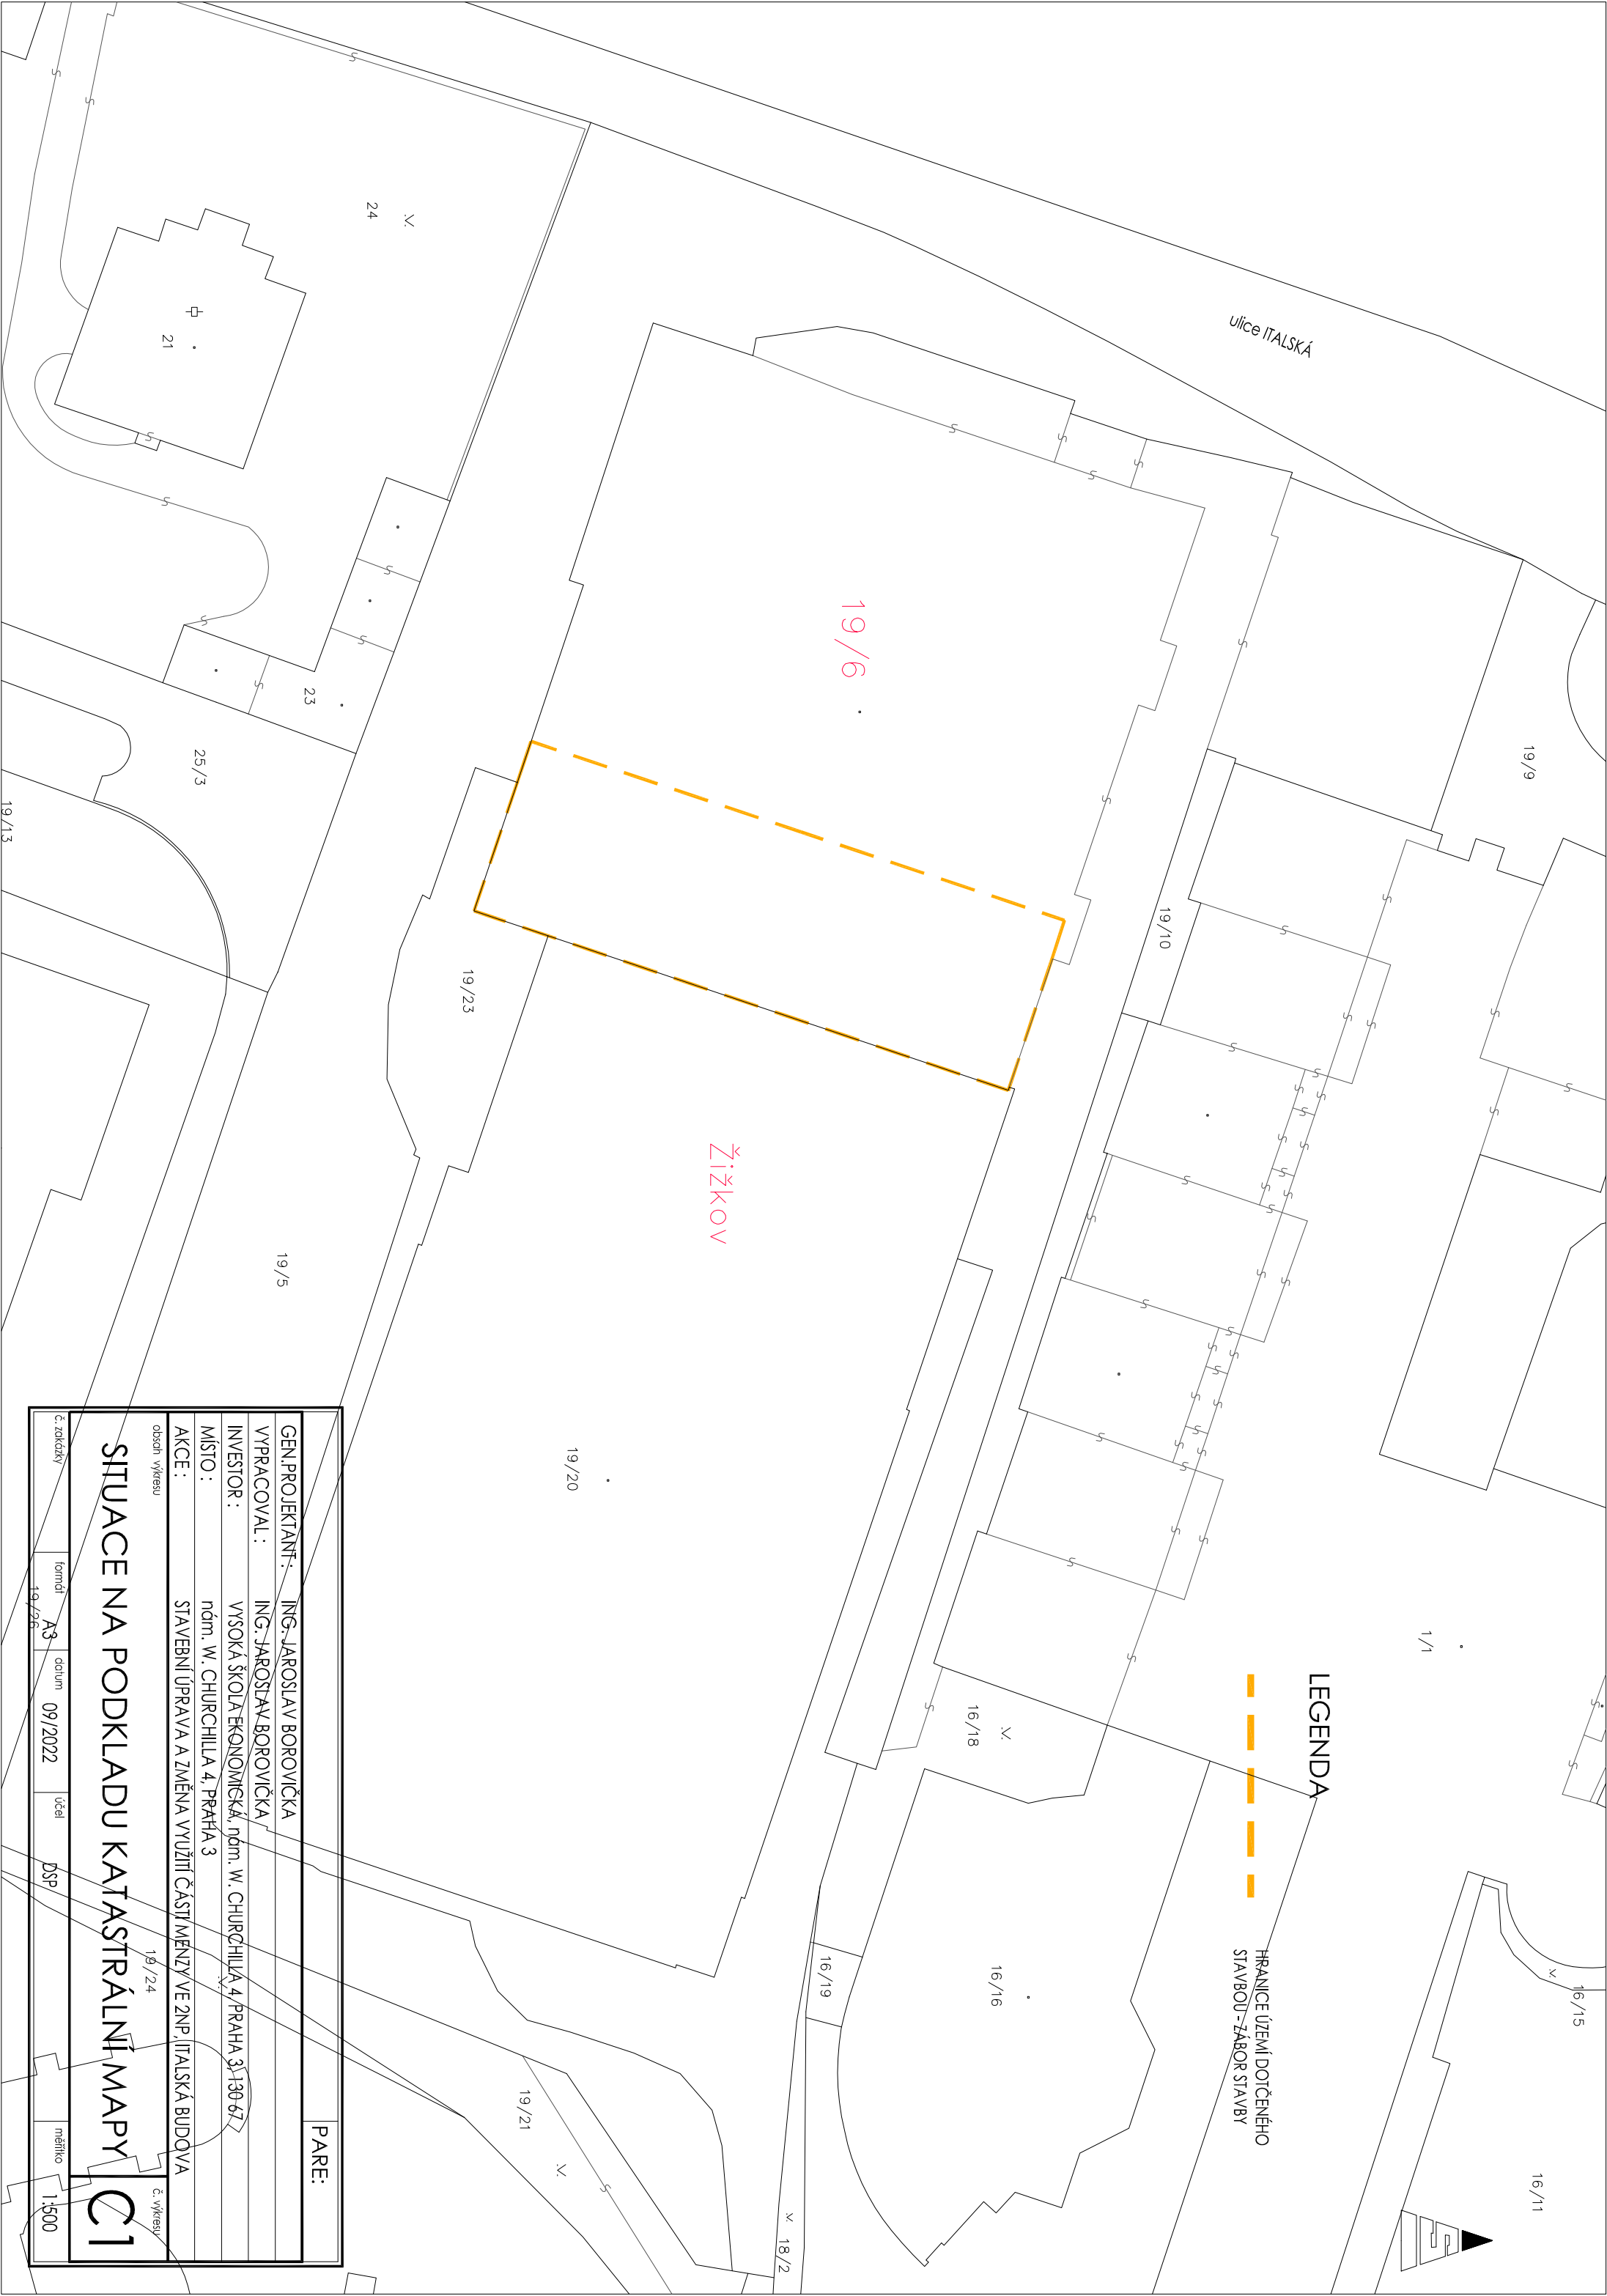 ulice ITALSKÁ
24
21
23
25/3
19/13
19/6
19/9
19/10
19/23
Žižkov
19/5
19/20
1/1
16/18
16/19
16/16
16/15
16/11
18/2
19/21
19/24
19/26
LEGENDA
HRANICE ÚZEMÍ DOTČENÉHO
STAVBOU - ZÁBOR STAVBY
PARE:
GEN.PROJEKTANT : ING. JAROSLAV BOROVIČKA
VYPRACOVAL : ING. JAROSLAV BOROVIČKA
INVESTOR : VYSOKÁ ŠKOLA EKONOMICKÁ, nám. W. CHURCHILLA 4, PRAHA 3, 130 67
MÍSTO : nám. W. CHURCHILLA 4, PRAHA 3
AKCE : STAVEBNÍ ÚPRAVA A ZMĚNA VYUŽITÍ ČÁSTI MENZY VE 2NP, ITALSKÁ BUDOVA
obsah výkresu
č. výkresu
SITUACE NA PODKLADU KATASTRÁLNÍ MAPY
C1
č. zakázky
formát A3
datum 09/2022
účel DSP
měřítko 1:500